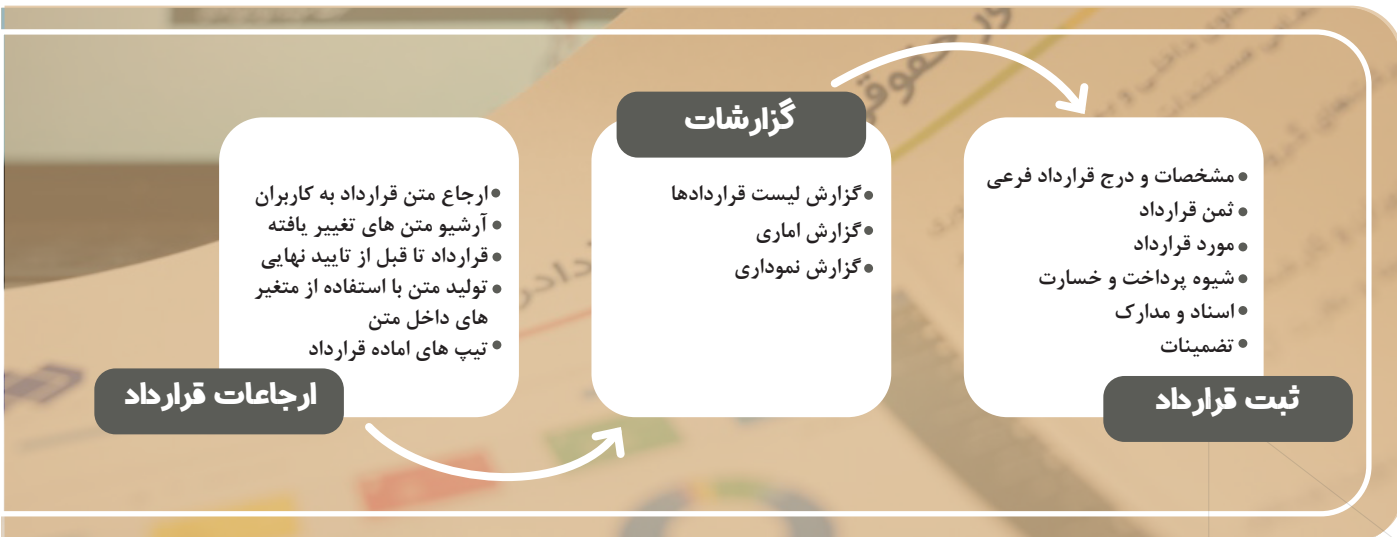 ثبت قرارداد
مشخصات و درج قرارداد فرعی
ثمن قرارداد
مورد قرارداد
شیوه پرداخت و خسارت
اسناد و مدارک
تضمینات
گزارشات
گزارش لیست قراردادها
گزارش اماری
گزارش نموداری
ارجاع متن قرارداد به کاربران
آرشیو متن های تغییر یافته
قرارداد تا قبل از تایید نهایی
تولید متن با استفاده از متغیر
های داخل متن
تیپ های اماده قرارداد
ارجاعات قرارداد